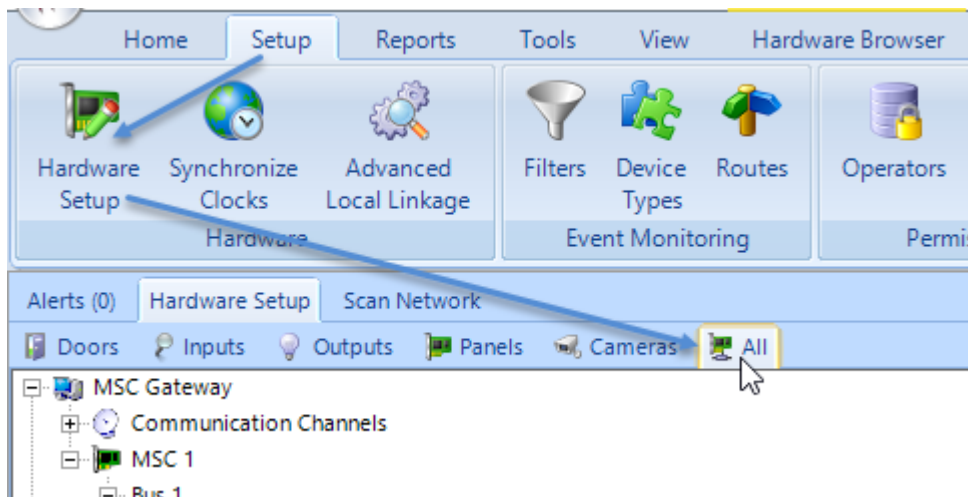 Home Setup Reports Tools View Hardware Browser
Hardware Synchronize Advanced Filters Device Routes Operators
Setup Clocks Local Linkage Types
Hardware Event Monitoring
Alerts (0) Hardware Setup Scan Network
Doors Inputs Outputs Panels Cameras All
MSC Gateway
Communication Channels
MSC 1
Bus 1